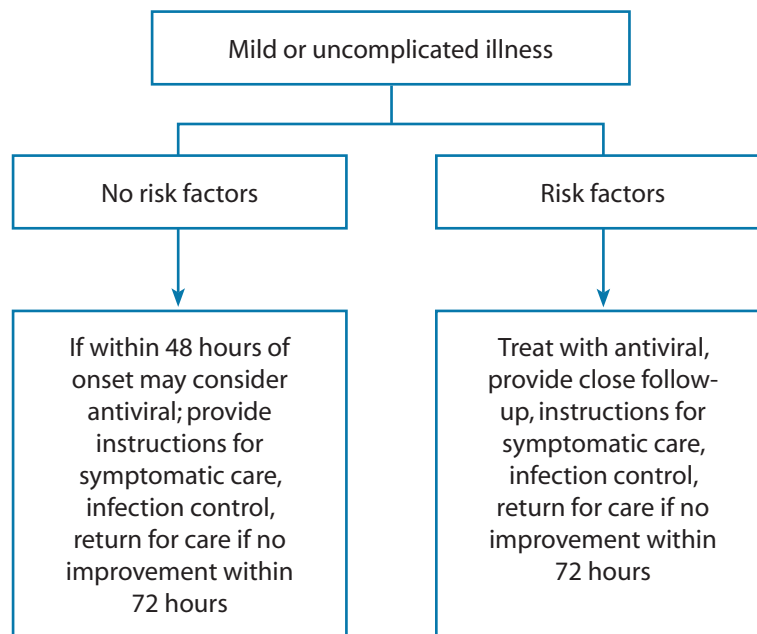 Mild or uncomplicated illness
No risk factors
Risk factors
If within 48 hours of
onset may consider
antiviral; provide
instructions for
symptomatic care,
infection control,
return for care if no
improvement within
72 hours
Treat with antiviral,
provide close follow-
up, instructions for
symptomatic care,
infection control,
return for care if no
improvement within
72 hours